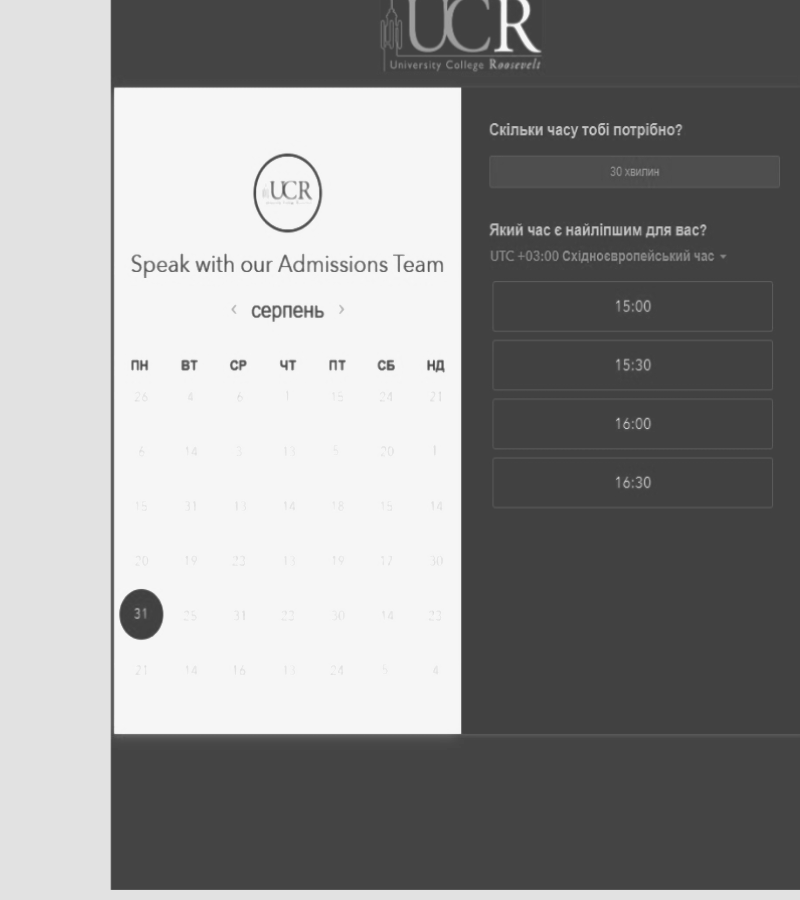 UCR
University College Roosevelt
UCR
Speak with our Admissions Team
‹ серпень ›
ПН ВТ СР ЧТ ПТ СБ НД
26 4 6 1 15 24 21
6 14 3 13 5 20 1
15 31 11 14 18 15 14
20 19 22 13 19 17 30
31 25 31 22 30 14 23
21 14 16 13 24 5 4
Скільки часу тобі потрібно?
30 хвилин
Який час є найліпшим для вас?
UTC +03:00 Східноєвропейський час
15:00
15:30
16:00
16:30